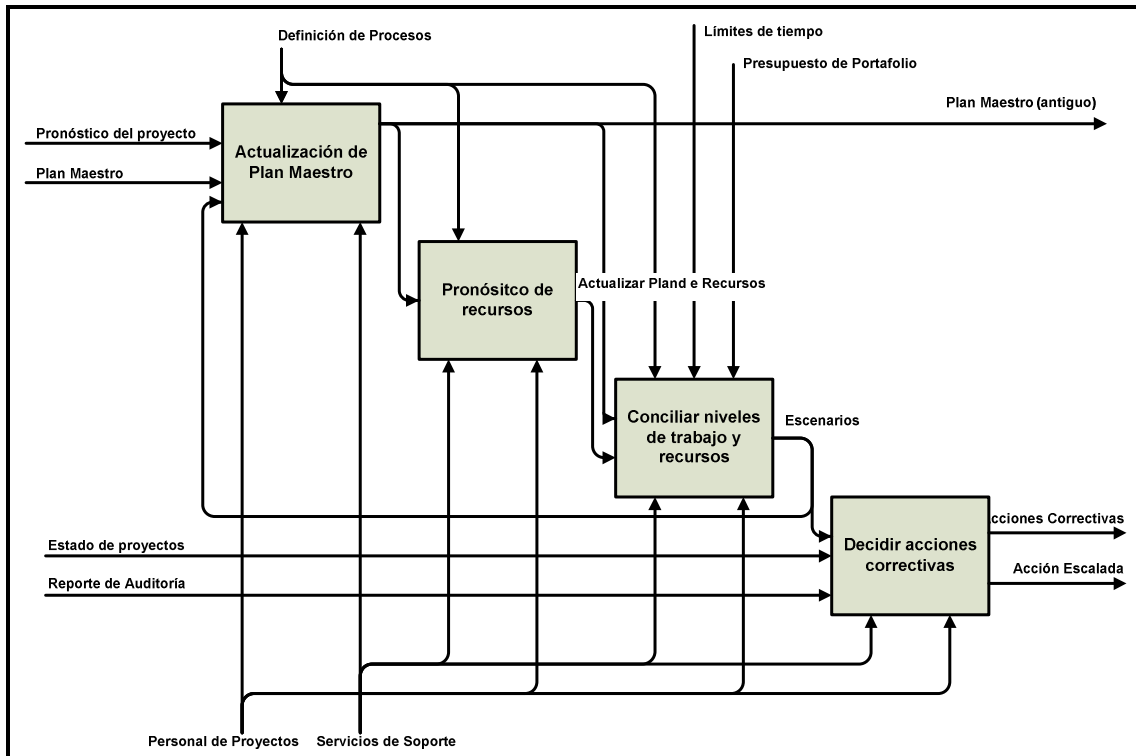 Definición de Procesos
Límites de tiempo
Presupuesto de Portafolio
Plan Maestro (antiguo)
Pronóstico del proyecto
Plan Maestro
Actualización de
Plan Maestro
Pronósitco de
recursos
Actualizar Pland e Recursos
Conciliar niveles
de trabajo y
recursos
Escenarios
Estado de proyectos
Reporte de Auditoría
Decidir acciones
correctivas
Acciones Correctivas
Acción Escalada
Personal de Proyectos
Servicios de Soporte